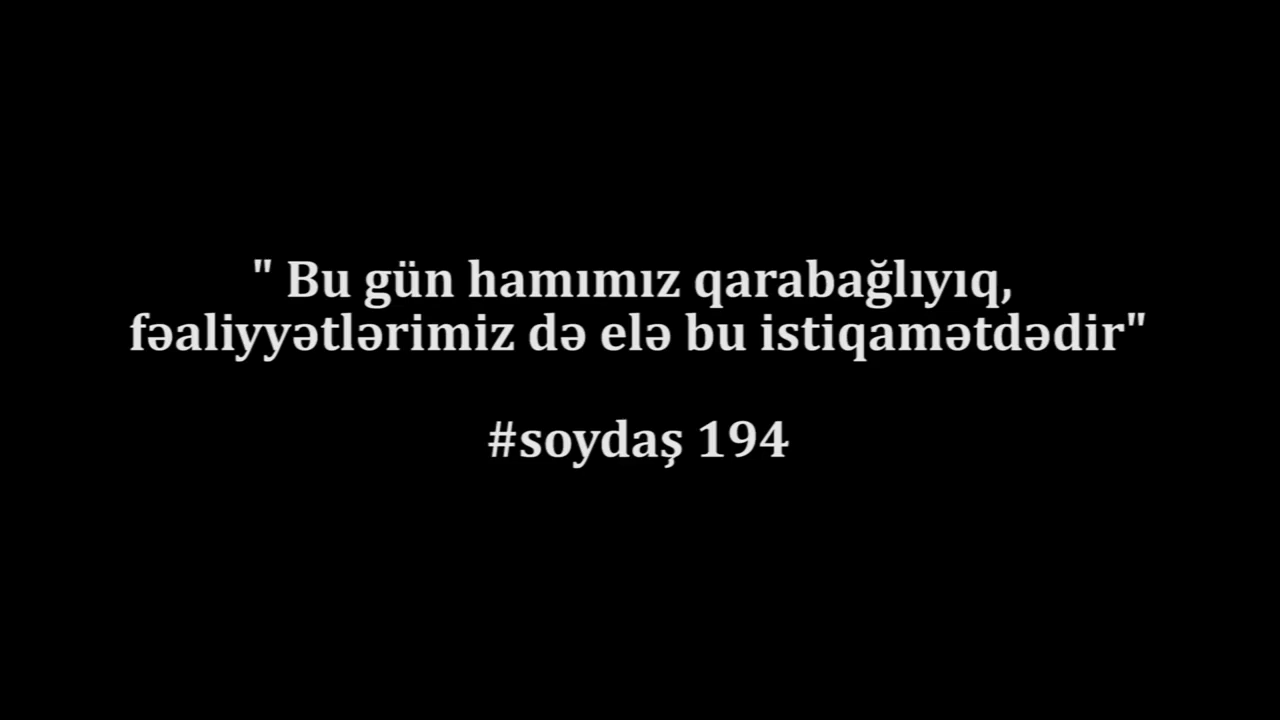 " Bu gün hamımız qarabağlıyıq,
fəaliyyətlərimiz də elə bu istiqamətdədir"
#soydaş 194